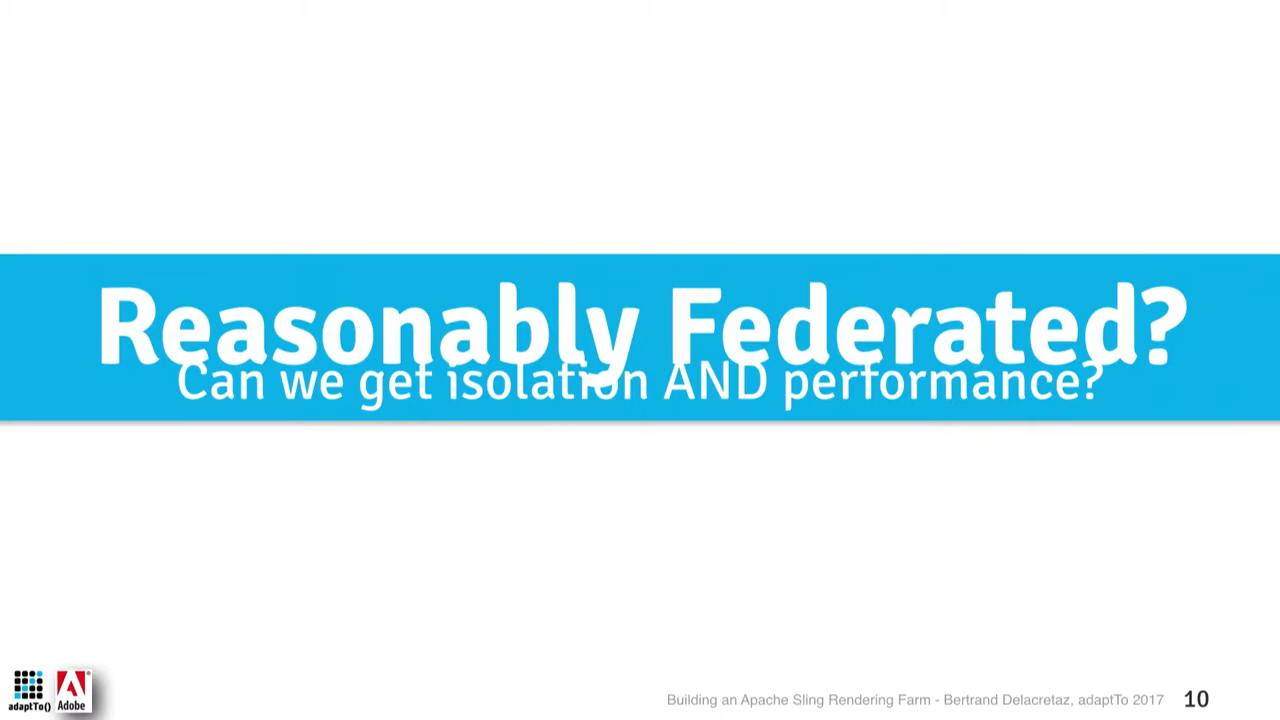 Reasonably Federated?
Can we get isolation AND performance?
adaptTo()
Adobe
Building an Apache Sling Rendering Farm - Bertrand Delacretaz, adaptTo 2017
10